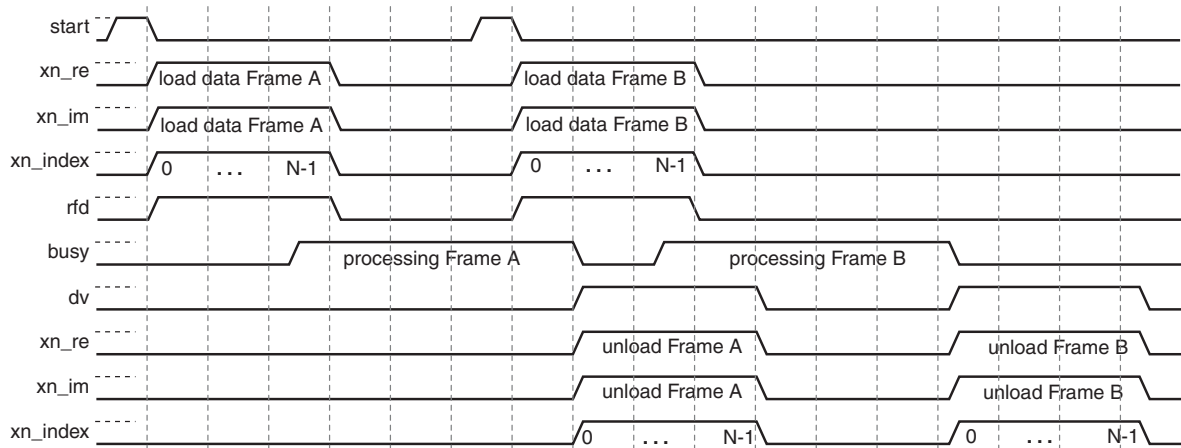 start
xn_re load data Frame A load data Frame B
xn_im load data Frame A load data Frame B
xn_index 0 ... N-1 0 ... N-1
rfd
busy processing Frame A processing Frame B
dv
xn_re unload Frame A unload Frame B
xn_im unload Frame A unload Frame B
xn_index 0 ... N-1 0 ... N-1